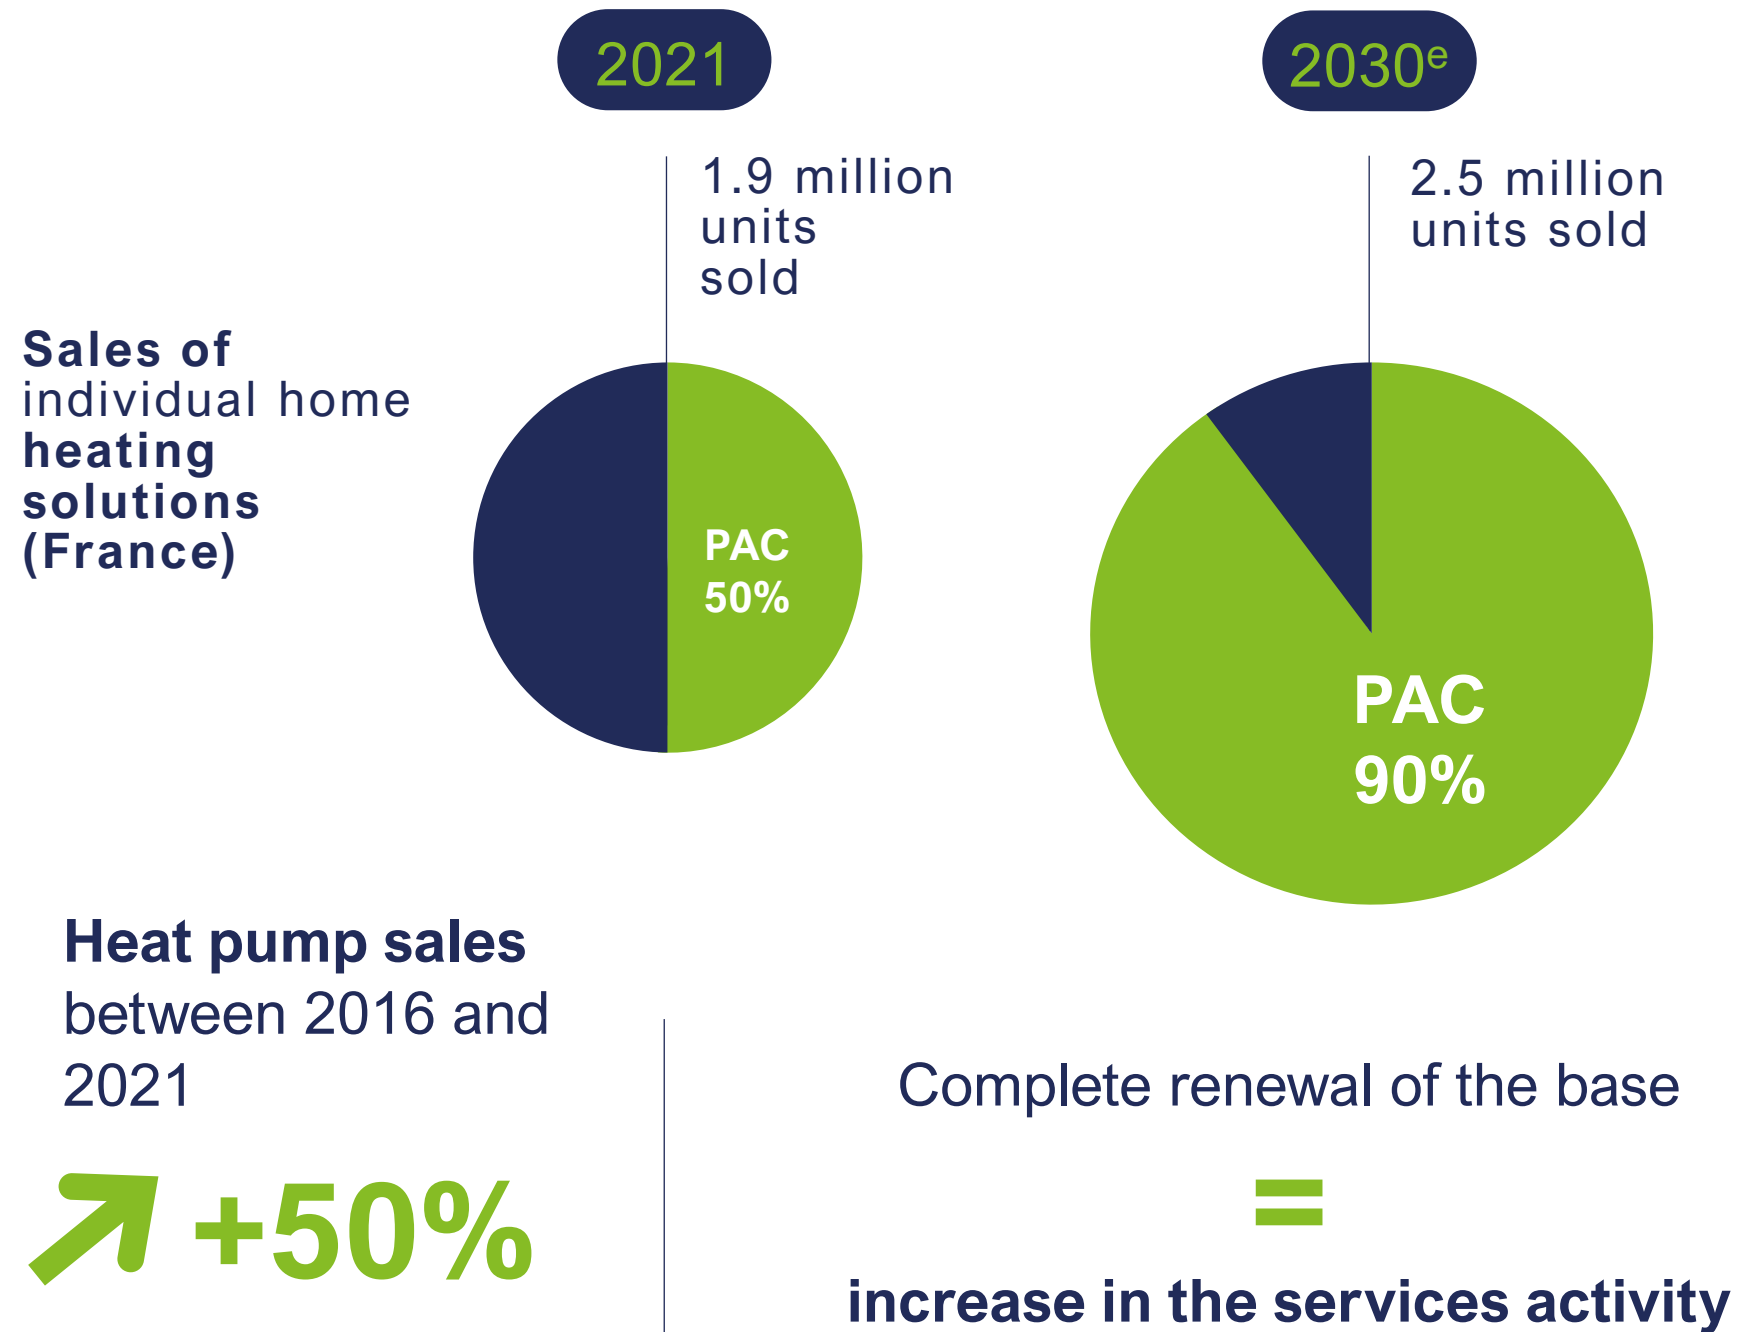 2021
2030e
1.9 million
units
sold
2.5 million
units sold
Sales of
individual home
heating
solutions
(France)
PAC
50%
PAC
90%
Heat pump sales
between 2016 and
2021
+50%
Complete renewal of the base
=
increase in the services activity